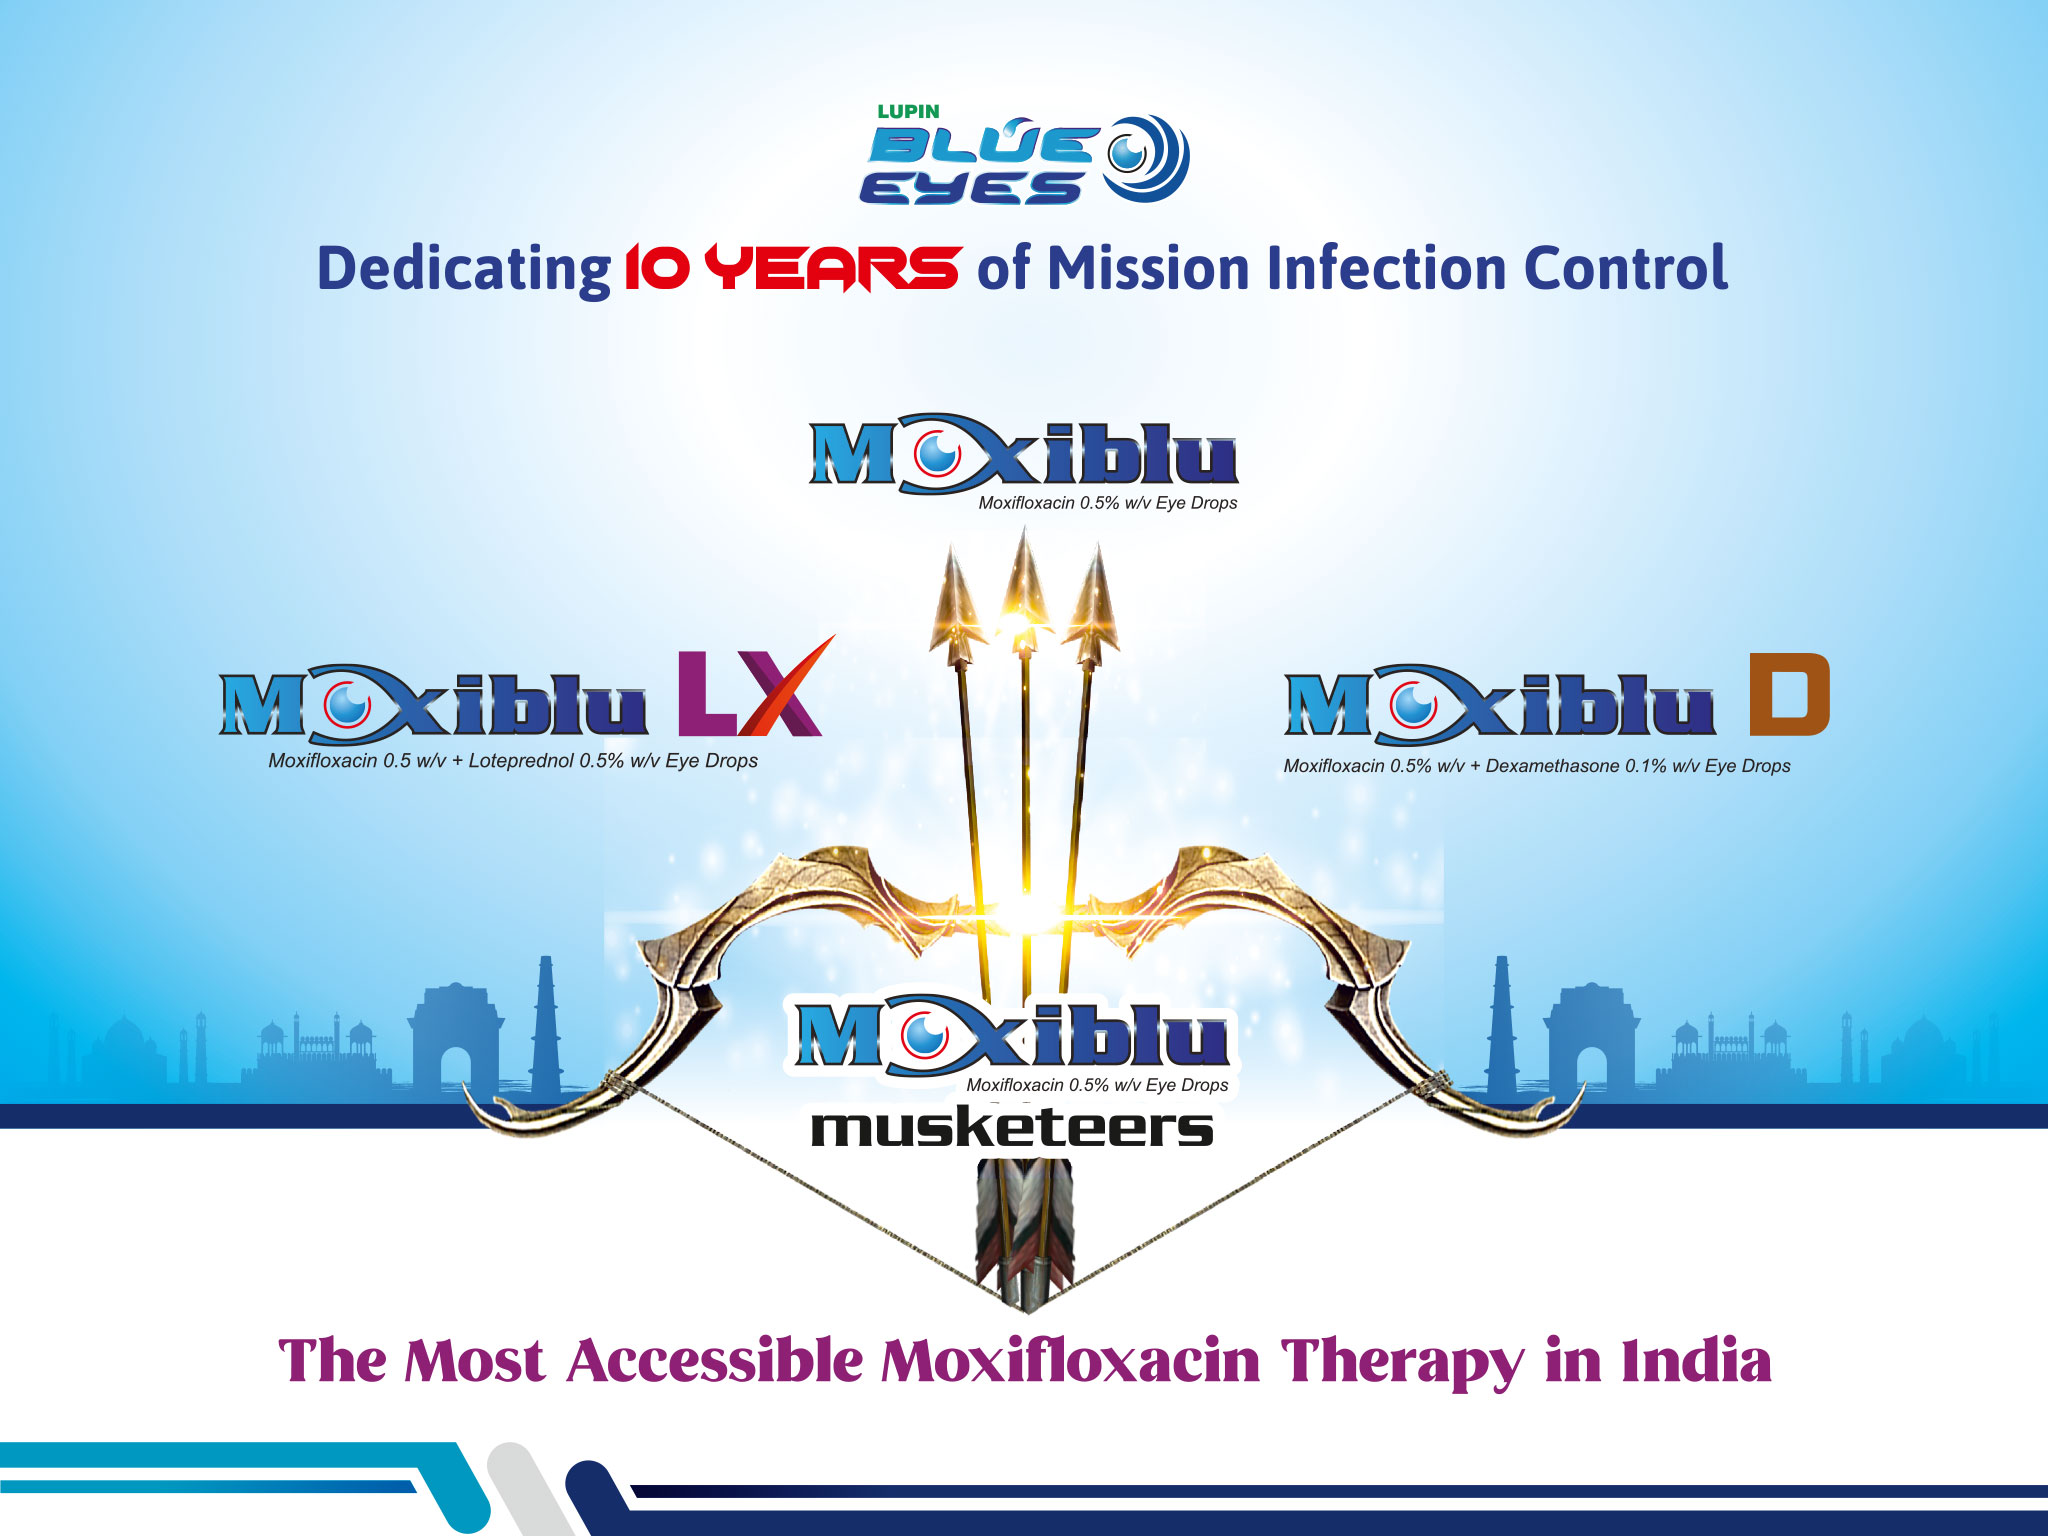 LUPIN
BLUE
EYES
Dedicating 10 YEARS of Mission Infection Control
Moxiblu
Moxifloxacin 0.5% w/v Eye Drops
Moxiblu LX
Moxifloxacin 0.5 w/v + Loteprednol 0.5% w/v Eye Drops
Moxiblu D
Moxifloxacin 0.5% w/v + Dexamethasone 0.1% w/v Eye Drops
Moxiblu
Moxifloxacin 0.5% w/v Eye Drops
musketeers
The Most Accessible Moxifloxacin Therapy in India